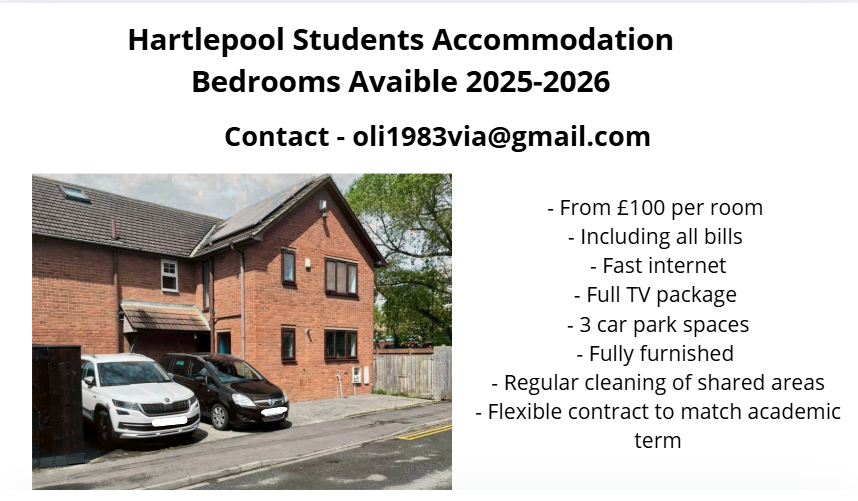 Hartlepool Students Accommodation
Bedrooms Avaible 2025-2026
Contact - oli1983via@gmail.com
- From £100 per room
- Including all bills
- Fast internet
- Full TV package
- 3 car park spaces
- Fully furnished
- Regular cleaning of shared areas
- Flexible contract to match academic
term